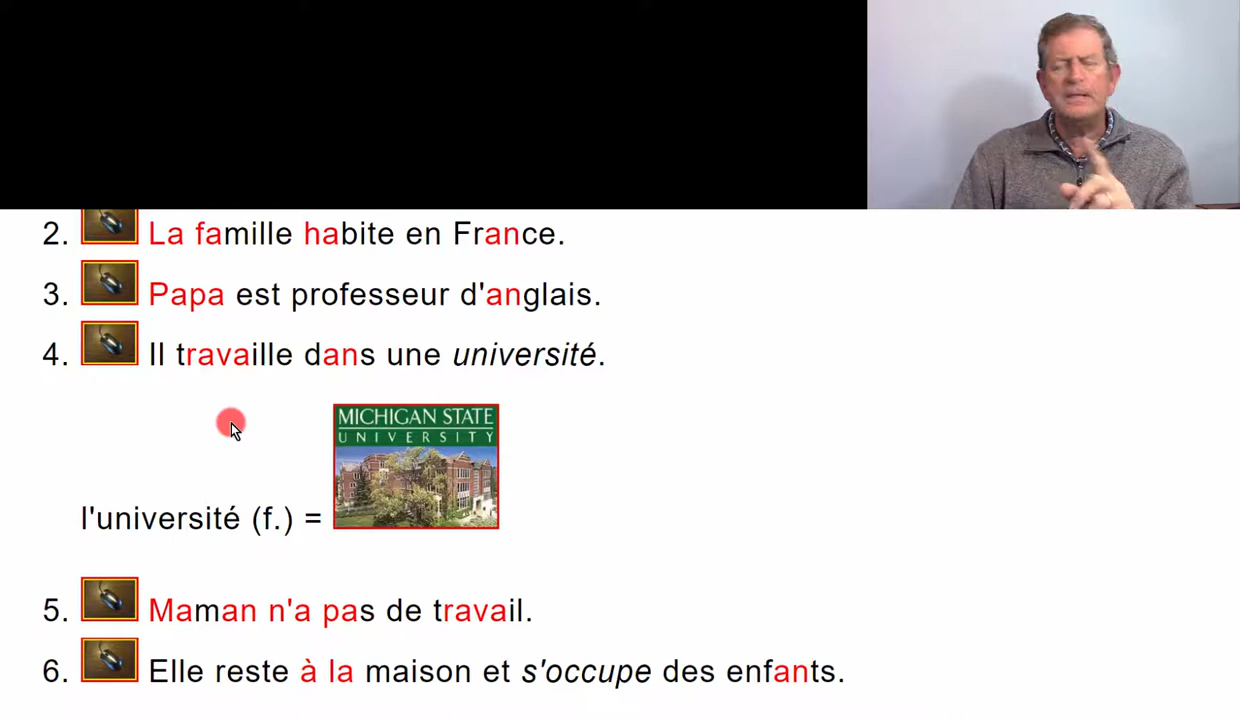 2. La famille habite en France.
3. Papa est professeur d'anglais.
4. Il travaille dans une université.
MICHIGAN STATE
UNIVERSITY
l'université (f.) =
5. Maman n'a pas de travail.
6. Elle reste à la maison et s'occupe des enfants.